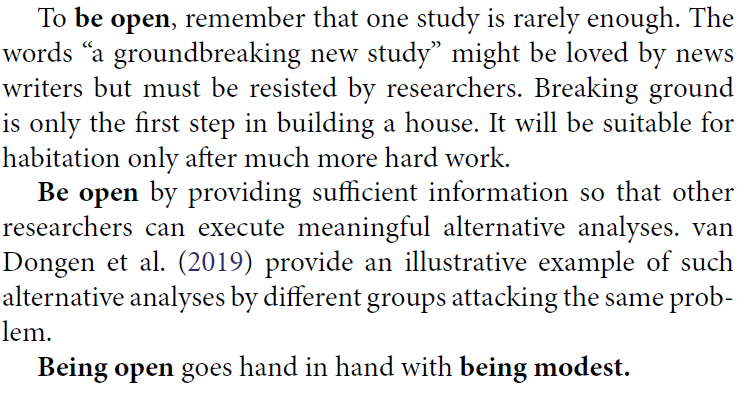 To be open, remember that one study is rarely enough. The
words “a groundbreaking new study” might be loved by news
writers but must be resisted by researchers. Breaking ground
is only the first step in building a house. It will be suitable for
habitation only after much more hard work.
Be open by providing sufficient information so that other
researchers can execute meaningful alternative analyses. van
Dongen et al. (2019) provide an illustrative example of such
alternative analyses by different groups attacking the same prob-
lem.
Being open goes hand in hand with being modest.